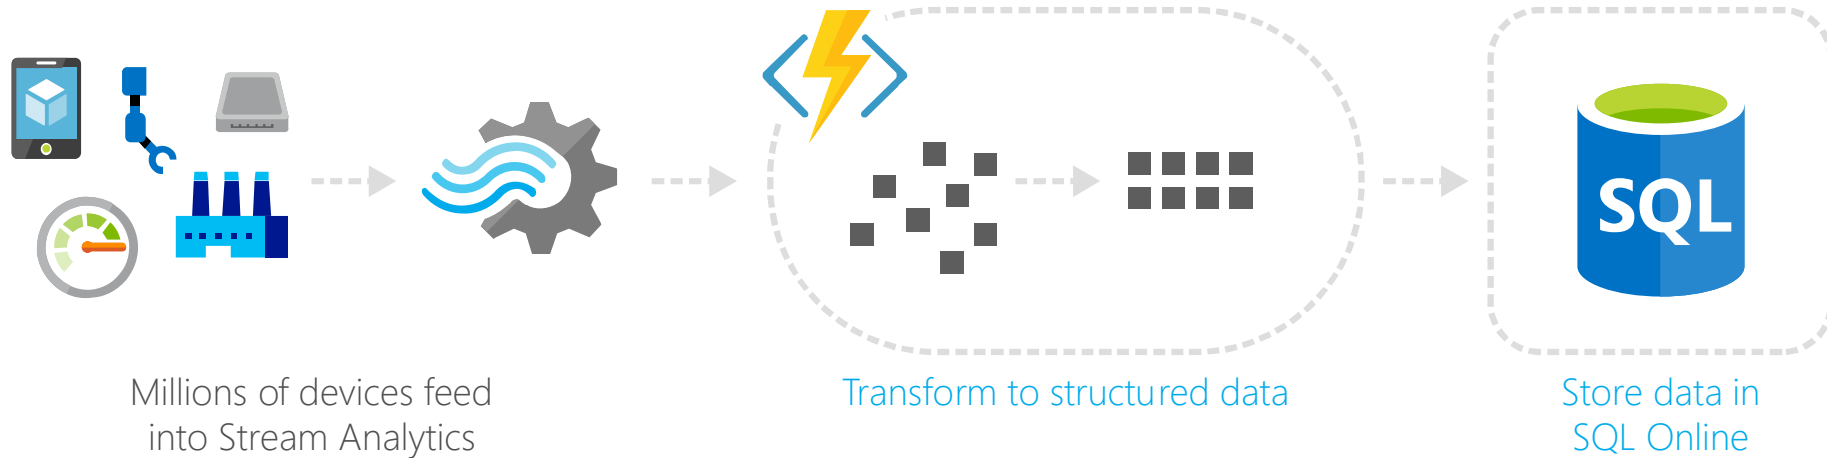 SQL
Millions of devices feed
into Stream Analytics
Transform to structured data
Store data in
SQL Online